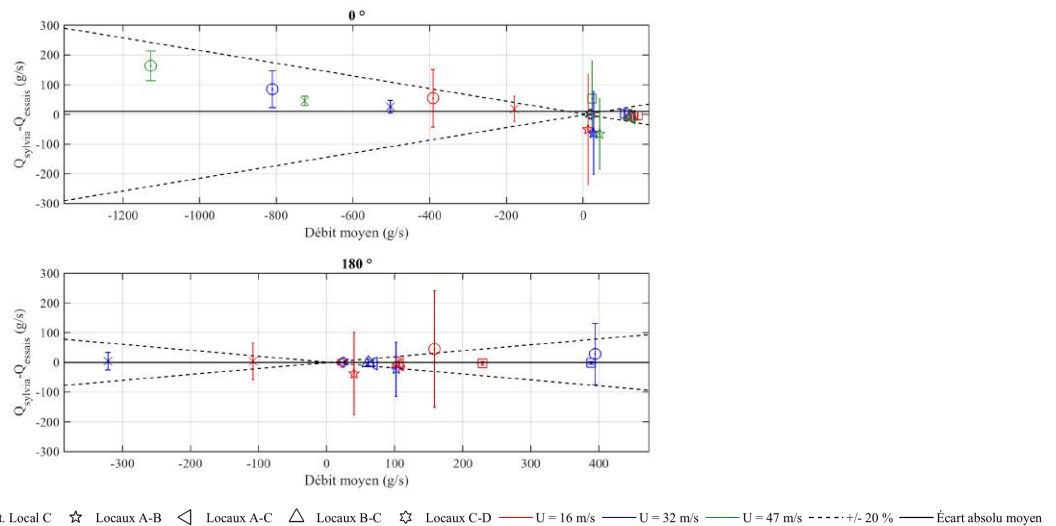 0 °
300
200
100
0
-100
-200
-300
Q_sylvia-Q_essais (g/s)
-1200 -1000 -800 -600 -400 -200 0
Débit moyen (g/s)
180 °
300
200
100
0
-100
-200
-300
Q_sylvia-Q_essais (g/s)
-300 -200 -100 0 100 200 300 400
Débit moyen (g/s)
t. Local C Locaux A-B Locaux A-C Locaux B-C Locaux C-D U = 16 m/s U = 32 m/s U = 47 m/s +/- 20 % Écart absolu moyen